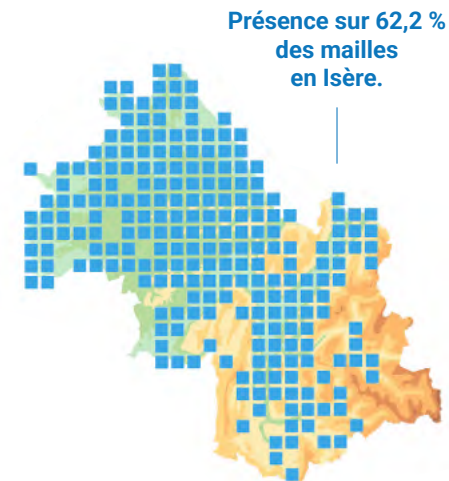 Présence sur 62,2 %
des mailles
en Isère.